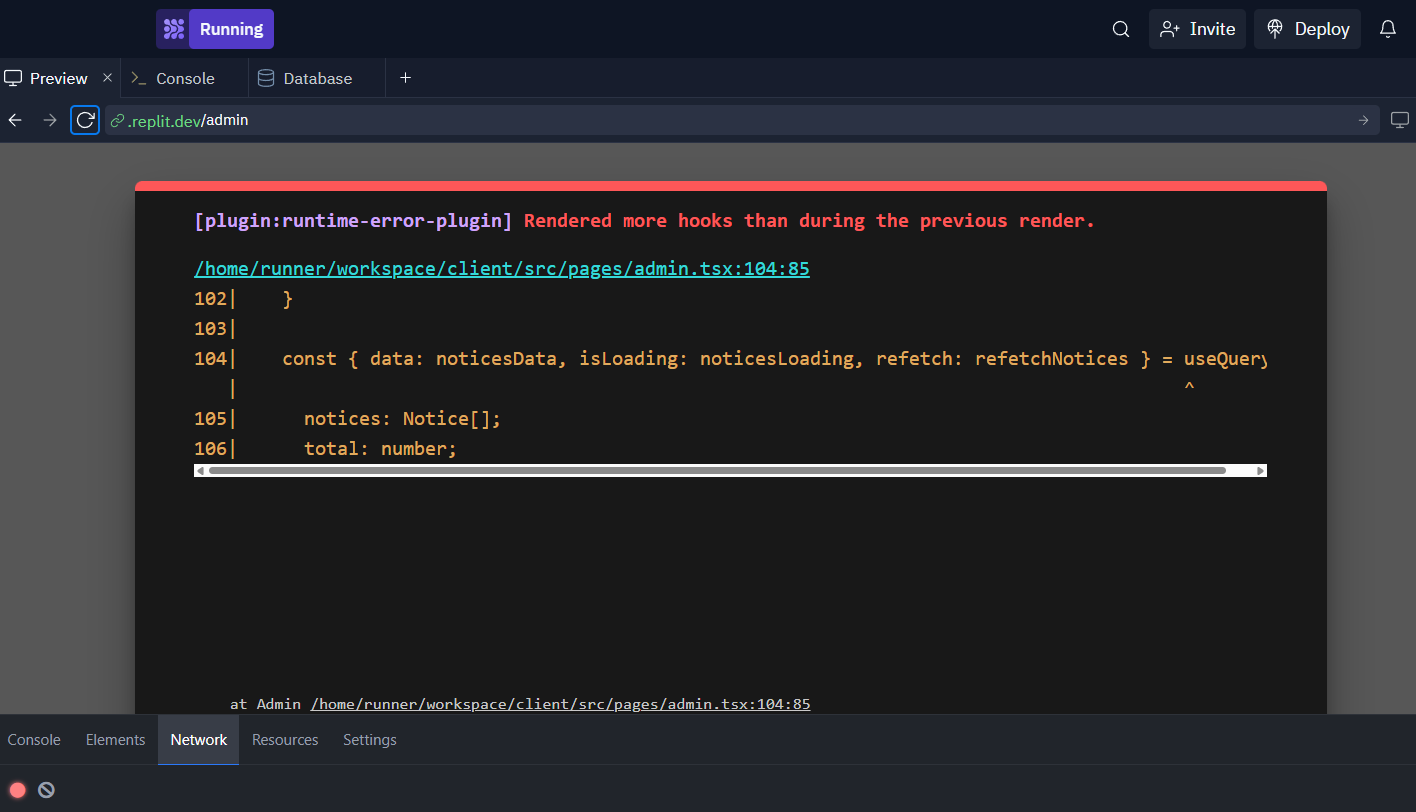 Running
Invite
Deploy
Preview
Console
Database
.replit.dev/admin
[plugin:runtime-error-plugin] Rendered more hooks than during the previous render.
/home/runner/workspace/client/src/pages/admin.tsx:104:85
102|    }
103|
104|    const { data: noticesData, isLoading: noticesLoading, refetch: refetchNotices } = useQuery
   |                                                                                     ^
105|      notices: Notice[];
106|      total: number;
at Admin /home/runner/workspace/client/src/pages/admin.tsx:104:85
Console Elements Network Resources Settings